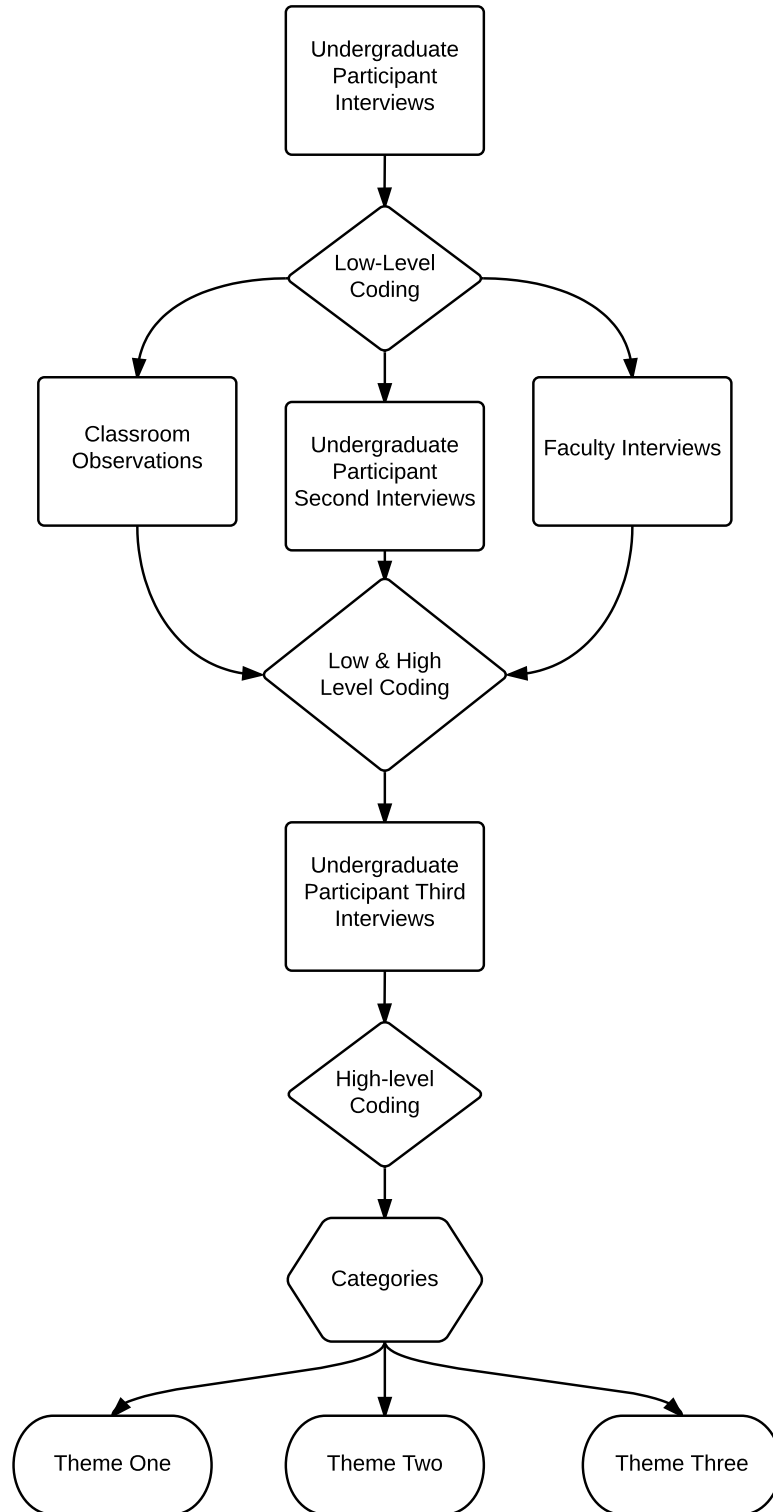 Undergraduate
Participant
Interviews
Low-Level
Coding
Classroom
Observations
Undergraduate
Participant
Second Interviews
Faculty Interviews
Low & High
Level Coding
Undergraduate
Participant Third
Interviews
High-level
Coding
Categories
Theme One
Theme Two
Theme Three